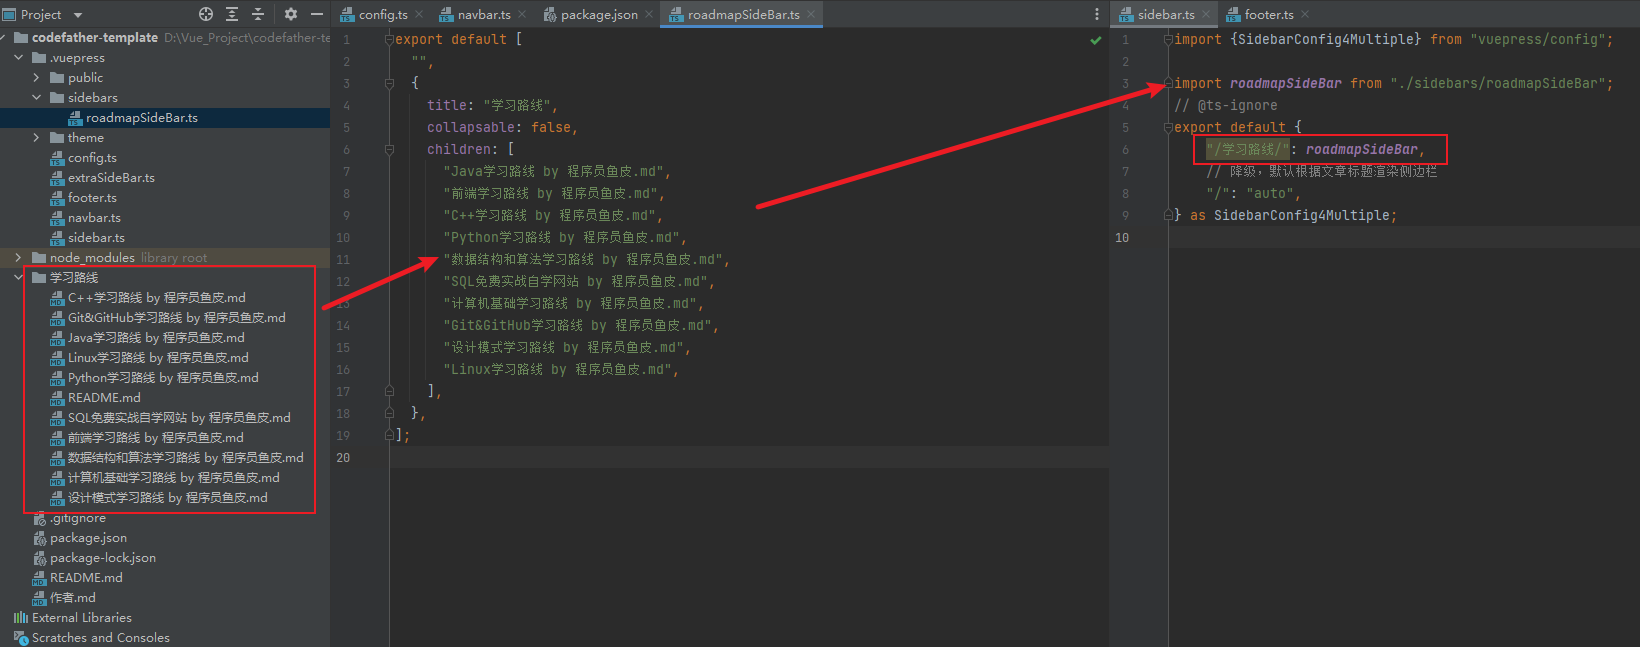 Project
codefather-template D:\Vue_Project\codefather-te
.vuepress
public
sidebars
roadmapSideBar.ts
theme
config.ts
extraSideBar.ts
footer.ts
navbar.ts
sidebar.ts
node_modules library root
学习路线
C++学习路线 by 程序员鱼皮.md
Git&GitHub学习路线 by 程序员鱼皮.md
Java学习路线 by 程序员鱼皮.md
Linux学习路线 by 程序员鱼皮.md
Python学习路线 by 程序员鱼皮.md
README.md
SQL免费实战自学网站 by 程序员鱼皮.md
前端学习路线 by 程序员鱼皮.md
数据结构和算法学习路线 by 程序员鱼皮.md
计算机基础学习路线 by 程序员鱼皮.md
设计模式学习路线 by 程序员鱼皮.md
.gitignore
package.json
package-lock.json
README.md
作者.md
External Libraries
Scratches and Consoles
config.ts navbar.ts package.json roadmapSideBar.ts
1 export default [
2 "",
3 {
4 title: "学习路线",
5 collapsable: false,
6 children: [
7 "Java学习路线 by 程序员鱼皮.md",
8 "前端学习路线 by 程序员鱼皮.md",
9 "C++学习路线 by 程序员鱼皮.md",
10 "Python学习路线 by 程序员鱼皮.md",
11 "数据结构和算法学习路线 by 程序员鱼皮.md",
12 "SQL免费实战自学网站 by 程序员鱼皮.md",
13 "计算机基础学习路线 by 程序员鱼皮.md",
14 "Git&GitHub学习路线 by 程序员鱼皮.md",
15 "设计模式学习路线 by 程序员鱼皮.md",
16 "Linux学习路线 by 程序员鱼皮.md",
17 ],
18 },
19 ];
20
sidebar.ts footer.ts
1 import {SidebarConfig4Multiple} from "vuepress/config";
2
3 import roadmapSideBar from "./sidebars/roadmapSideBar";
4 // @ts-ignore
5 export default {
6 "/学习路线/": roadmapSideBar,
7 // 降级，默认根据文章标题渲染侧边栏
8 "/": "auto",
9 } as SidebarConfig4Multiple;
10